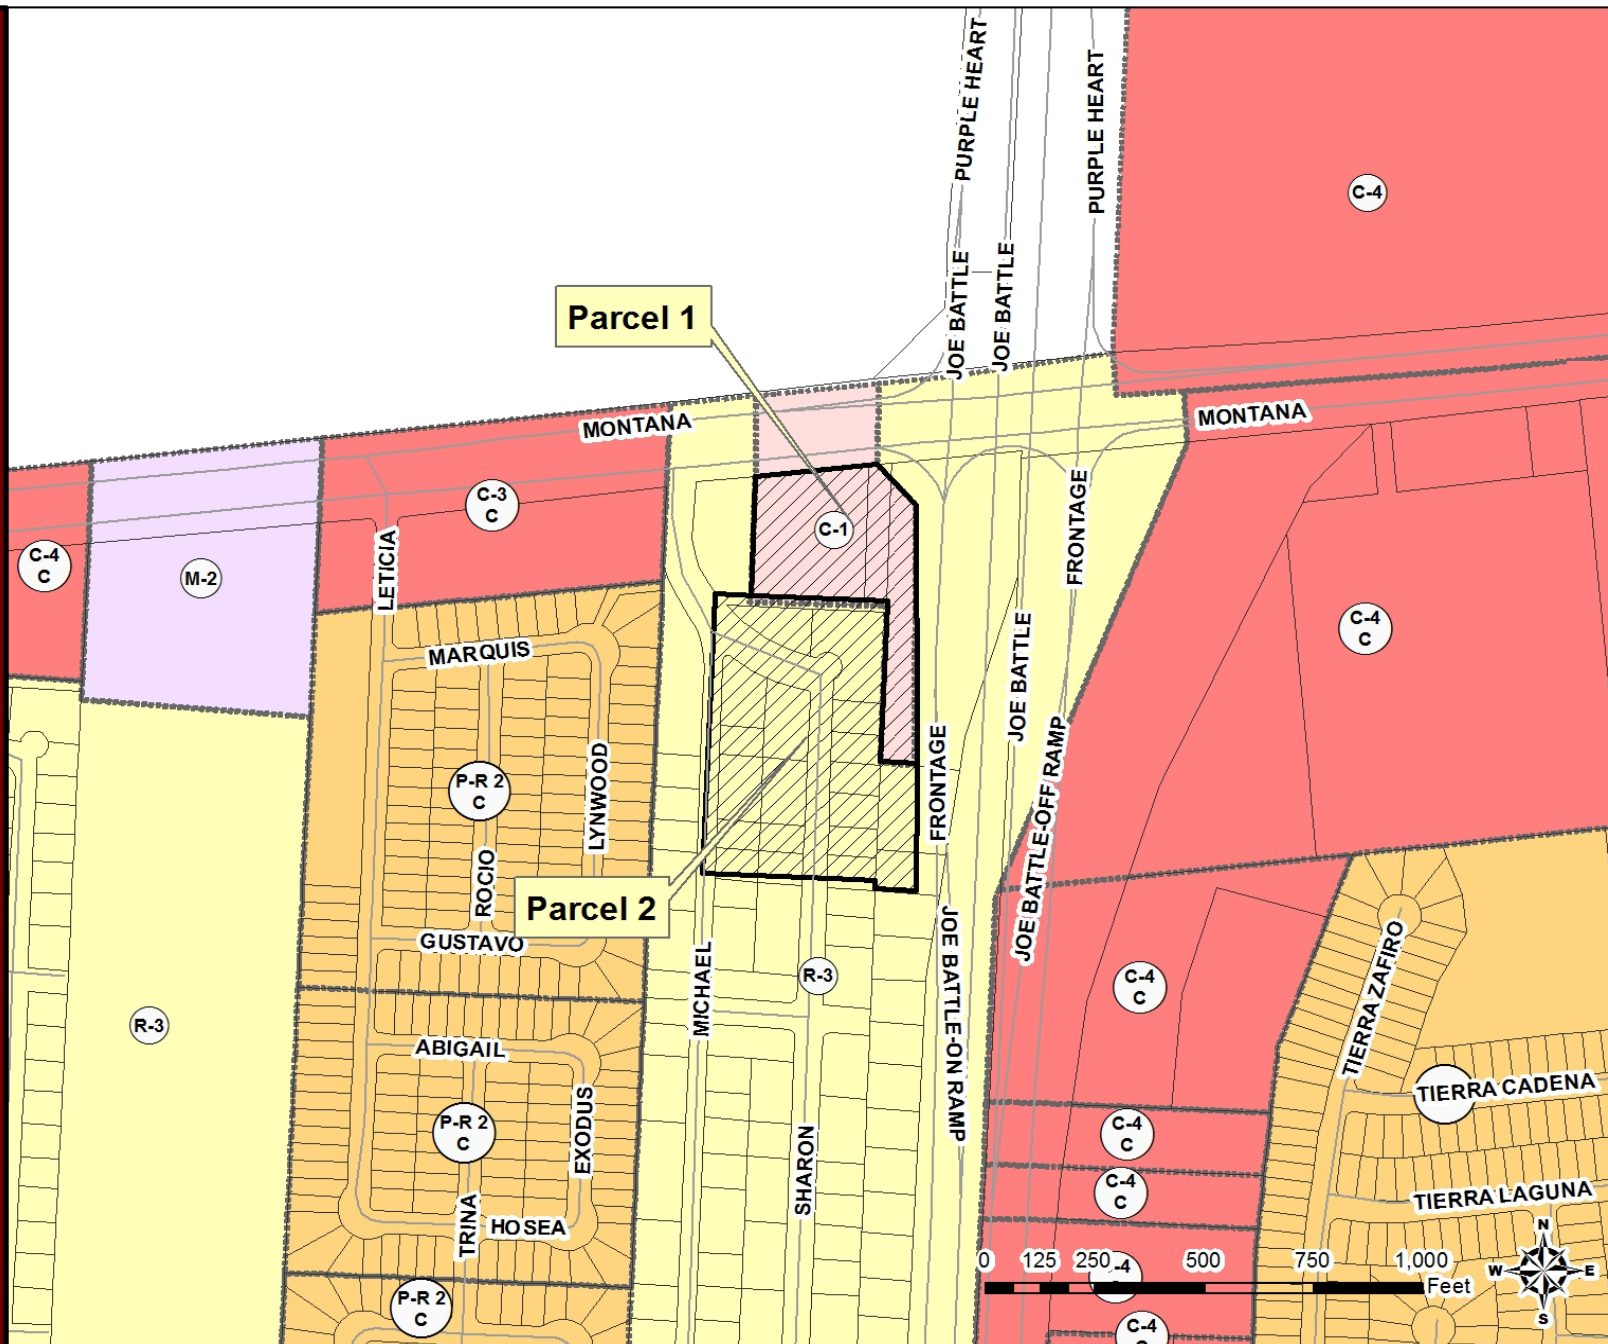 PURPLE HEART
PURPLE HEART
C-4
JOE BATTLE
JOE BATTLE
Parcel 1
MONTANA
MONTANA
C-3
C
C-1
FRONTAGE
C-4
C
M-2
LETICIA
C-4
C
MARQUIS
JOE BATTLE
P-R 2
C
LYNWOOD
FRONTAGE
JOE BATTLE-OFF RAMP
ROCIO
Parcel 2
GUSTAVO
MICHAEL
R-3
JOE BATTLE-ON RAMP
C-4
C
TIERRA ZAFIRO
R-3
ABIGAIL
EXODUS
TIERRA CADENA
P-R 2
C
C-4
C
SHARON
C-4
C
TIERRA LAGUNA
TRINA
HOSEA
N
W
E
S
0 125 250 500 750 1,000
Feet
-4
P-R 2
C
C-4
C